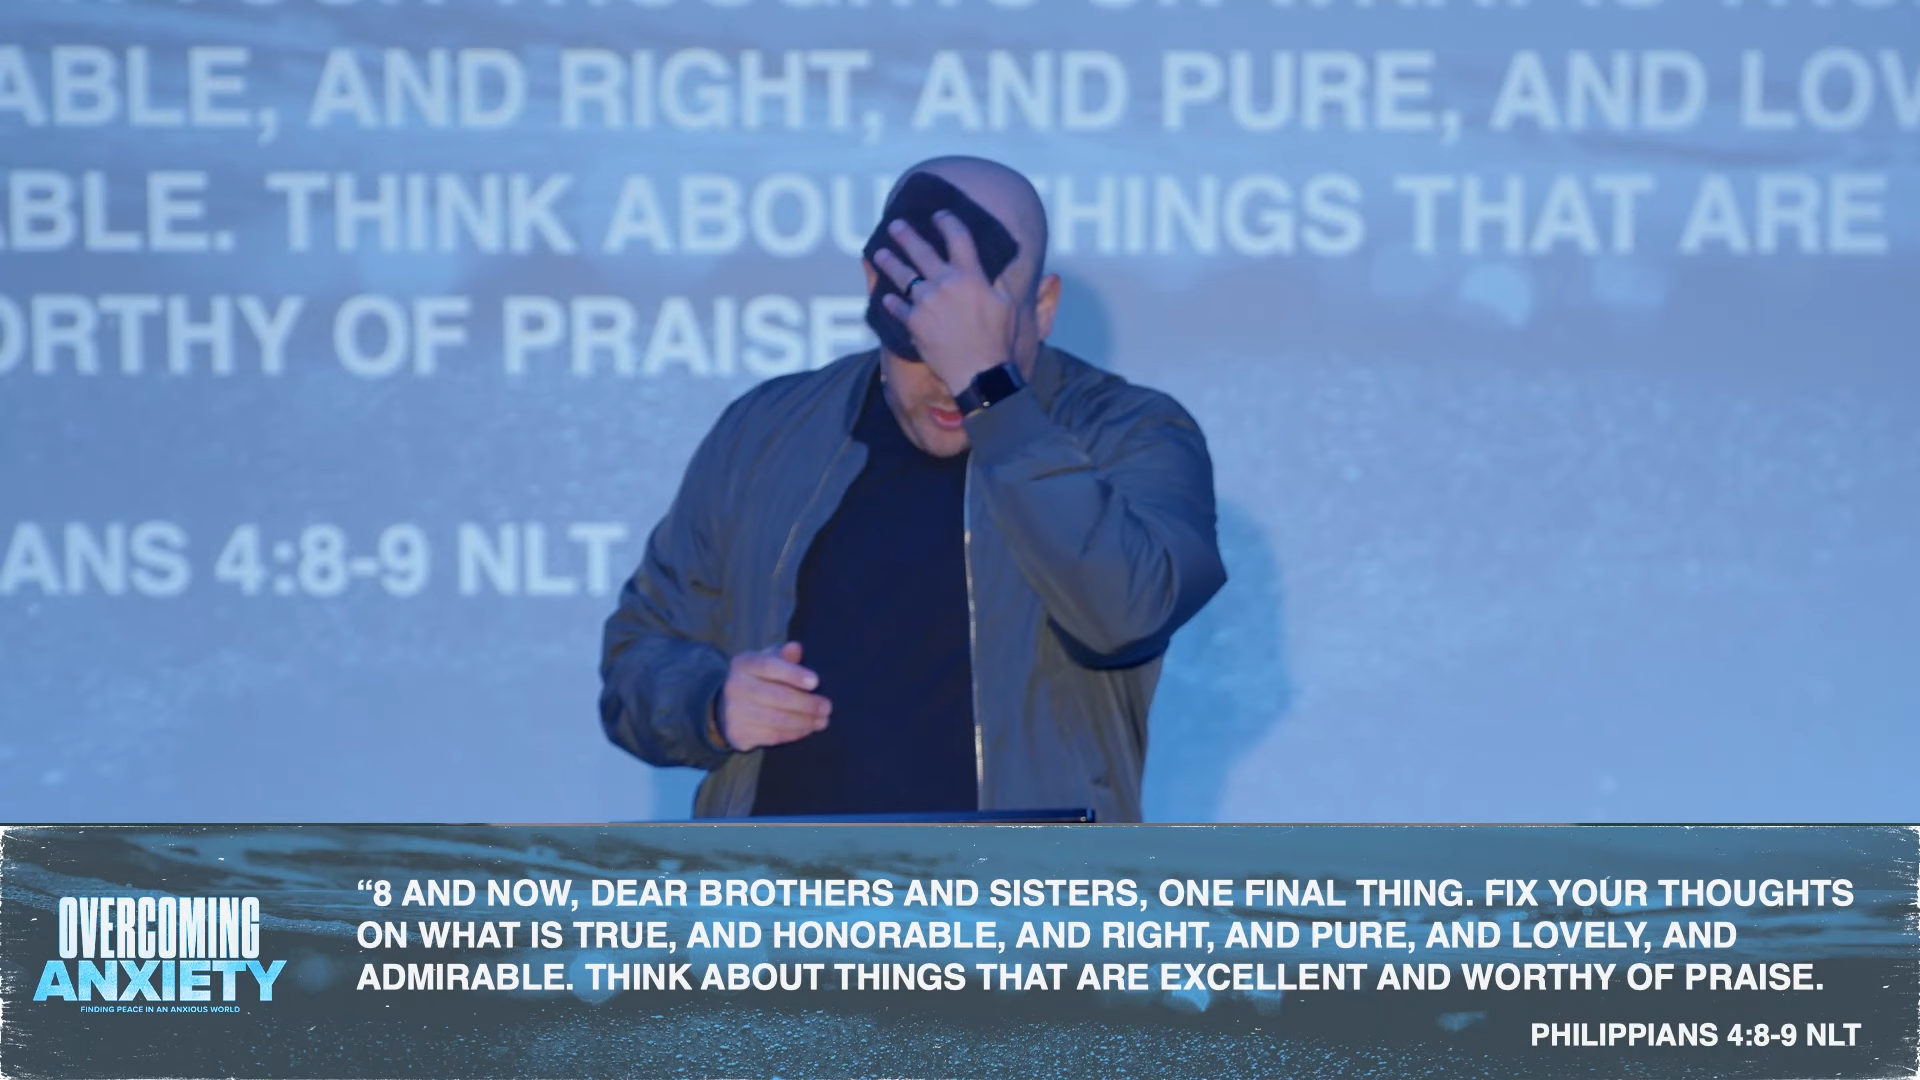 ABLE, AND RIGHT, AND PURE, AND LOV
ABLE. THINK ABOU THINGS THAT ARE
ORTHY OF PRAISE
ANS 4:8-9 NLT
OVERCOMING
ANXIETY
FINDING PEACE IN AN ANXIOUS WORLD
“8 AND NOW, DEAR BROTHERS AND SISTERS, ONE FINAL THING. FIX YOUR THOUGHTS
ON WHAT IS TRUE, AND HONORABLE, AND RIGHT, AND PURE, AND LOVELY, AND
ADMIRABLE. THINK ABOUT THINGS THAT ARE EXCELLENT AND WORTHY OF PRAISE.
PHILIPPIANS 4:8-9 NLT